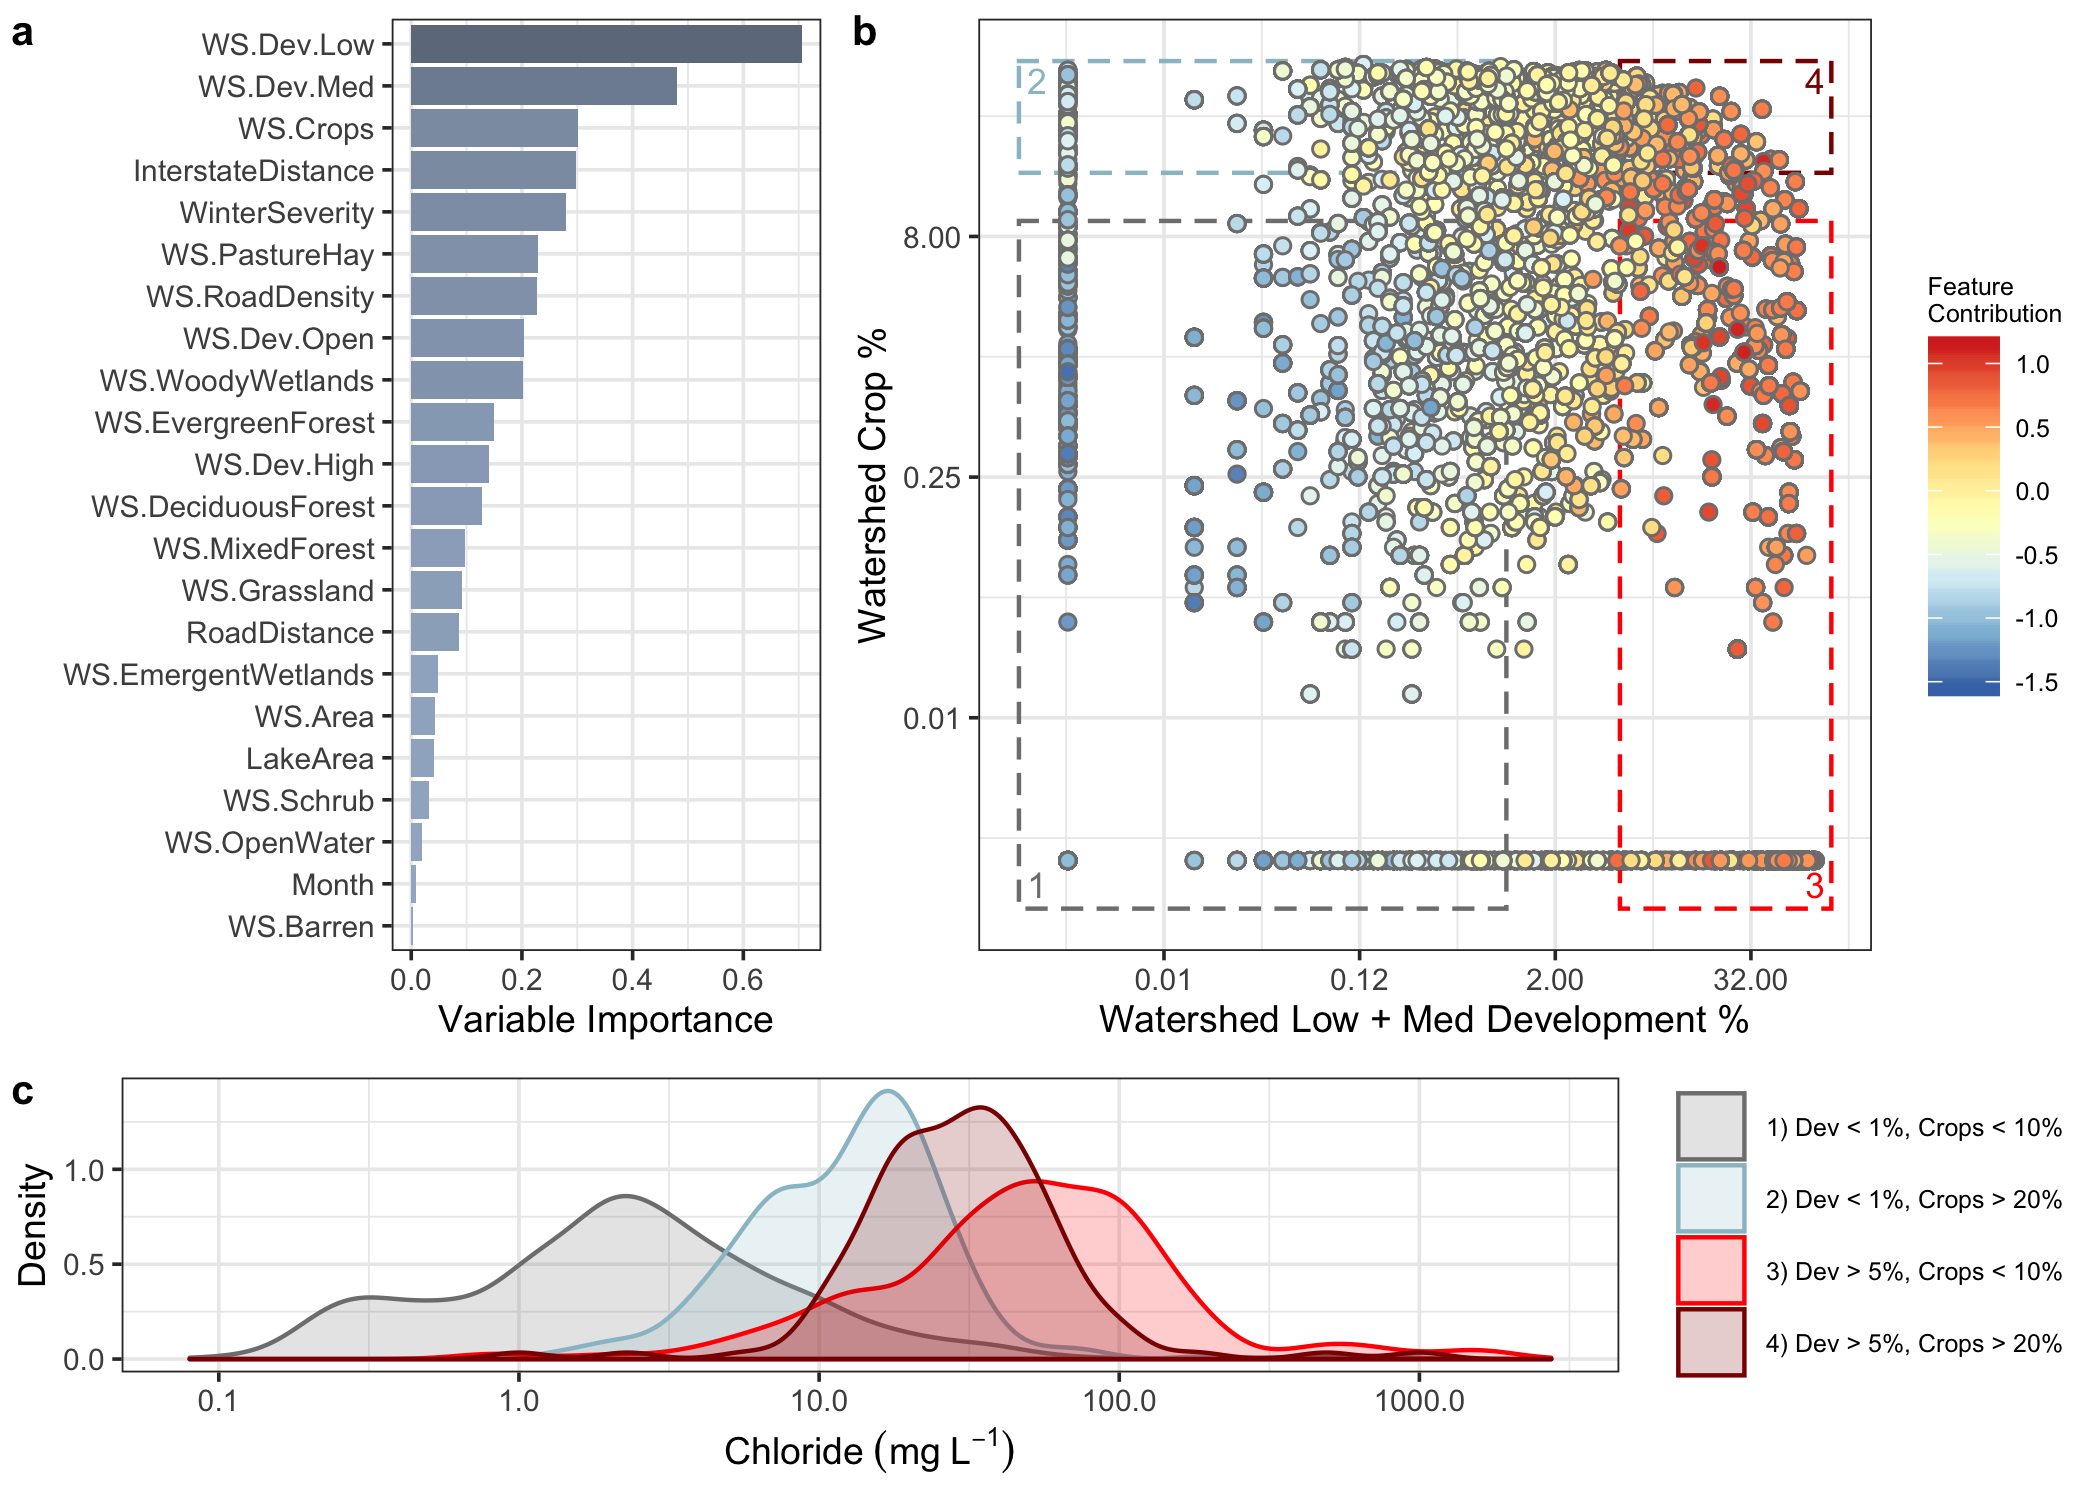 a
WS.Dev.Low
WS.Dev.Med
WS.Crops
InterstateDistance
WinterSeverity
WS.PastureHay
WS.RoadDensity
WS.Dev.Open
WS.WoodyWetlands
WS.EvergreenForest
WS.Dev.High
WS.DeciduousForest
WS.MixedForest
WS.Grassland
RoadDistance
WS.EmergentWetlands
WS.Area
LakeArea
WS.Schrub
WS.OpenWater
Month
WS.Barren
0.0 0.2 0.4 0.6
Variable Importance
b
Watershed Crop %
8.00
0.25
0.01
2
4
1
3
0.01 0.12 2.00 32.00
Watershed Low + Med Development %
Feature
Contribution
1.0
0.5
0.0
-0.5
-1.0
-1.5
c
Density
1.0
0.5
0.0
0.1 1.0 10.0 100.0 1000.0
Chloride (mg L⁻¹)
1) Dev < 1%, Crops < 10%
2) Dev < 1%, Crops > 20%
3) Dev > 5%, Crops < 10%
4) Dev > 5%, Crops > 20%